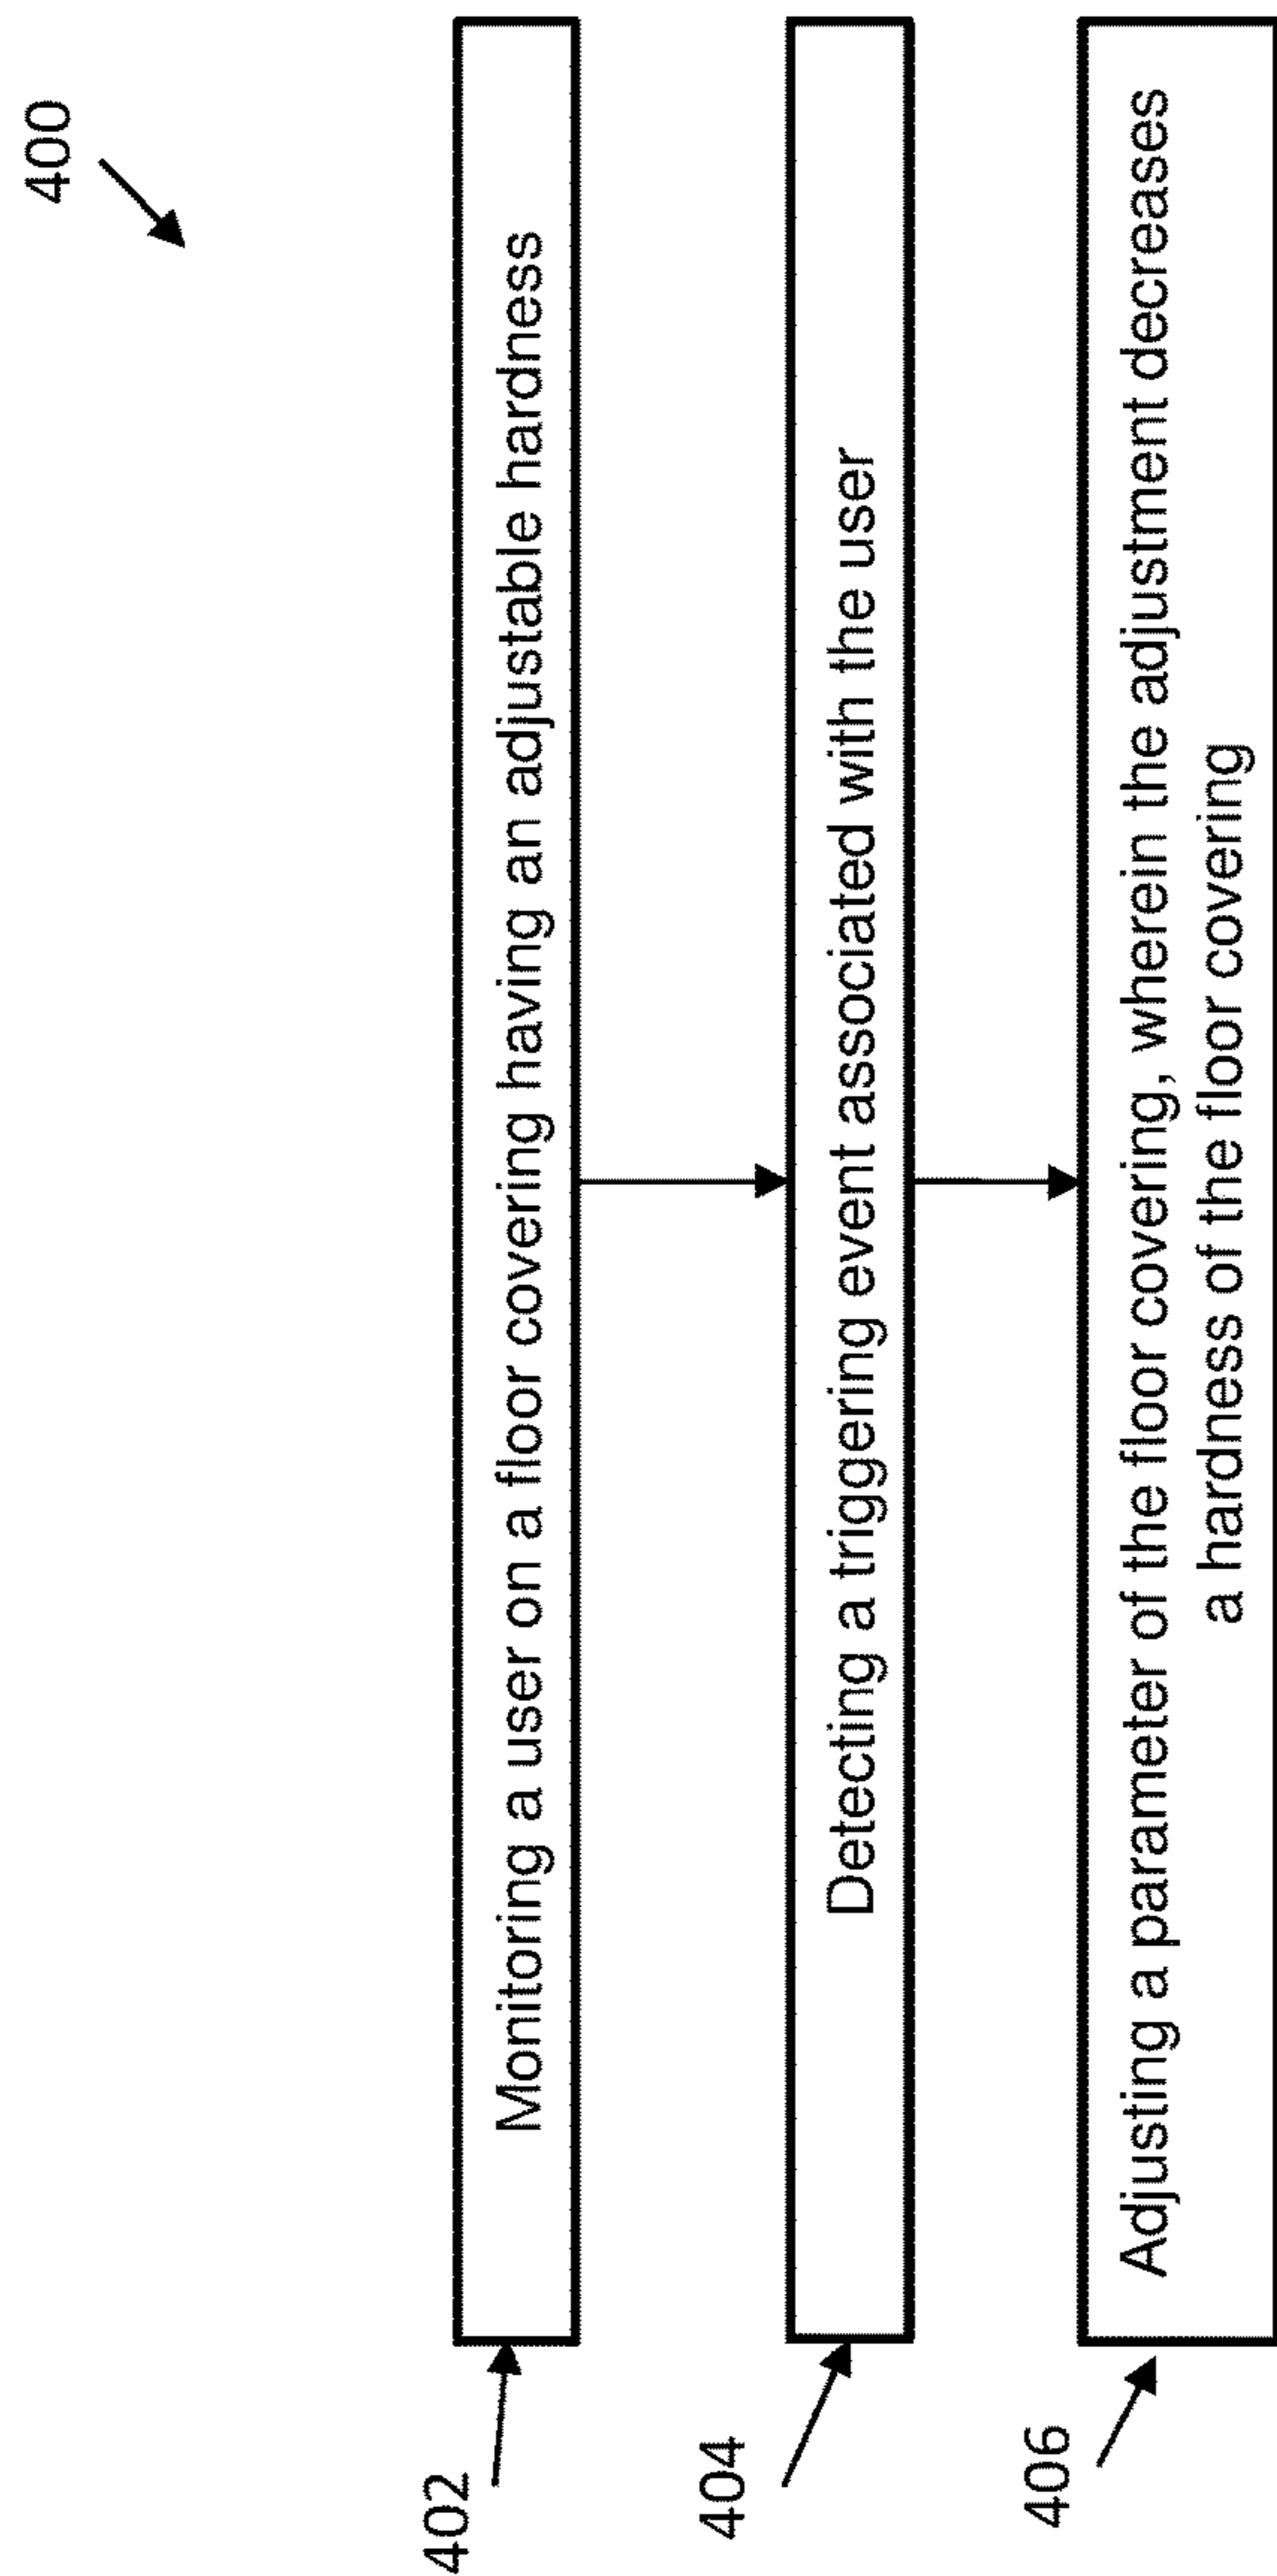 400
402
Monitoring a user on a floor covering having an adjustable hardness
404
Detecting a triggering event associated with the user
406
Adjusting a parameter of the floor covering, wherein the adjustment decreases
a hardness of the floor covering